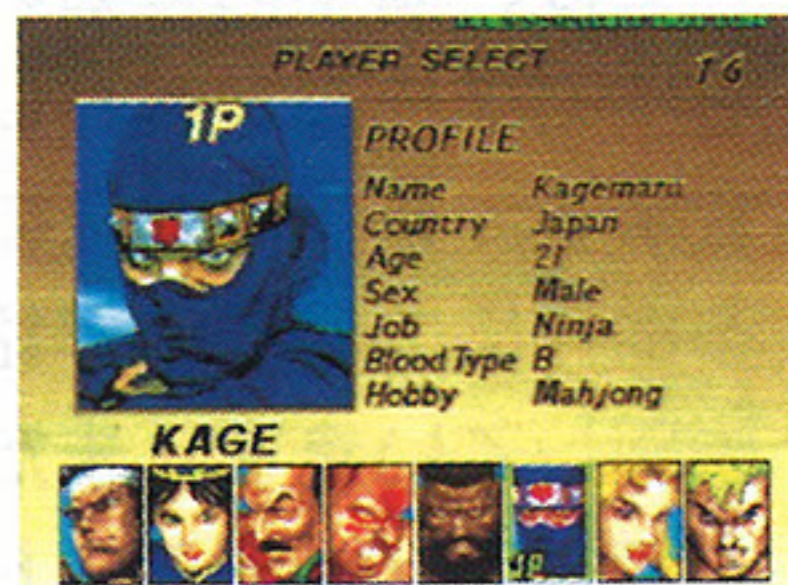 PLAYER SELECT 16
1P
PROFILE
Name Kagemaru
Country Japan
Age 21
Sex Male
Job Ninja
Blood Type B
Hobby Mahjong
KAGE
1P